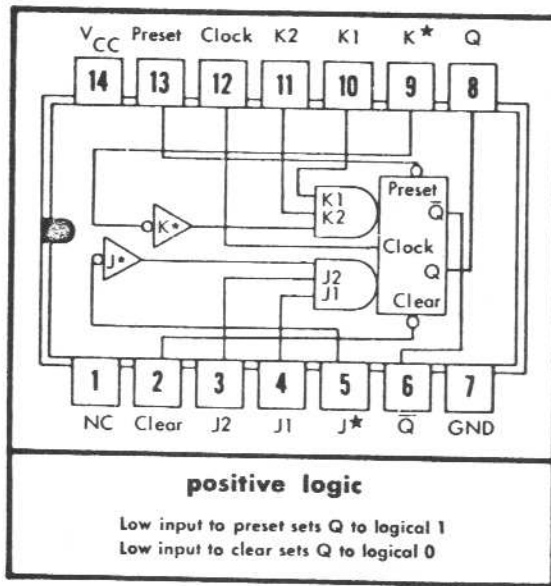 VCC Preset Clock K2 K1 K★ Q
14 13 12 11 10 9 8
Preset
K1
Q̅
K2
K★
Clock
J★
Q
J2
J1
Clear
1 2 3 4 5 6 7
NC Clear J2 J1 J★ Q̅ GND
positive logic
Low input to preset sets Q to logical 1
Low input to clear sets Q to logical 0